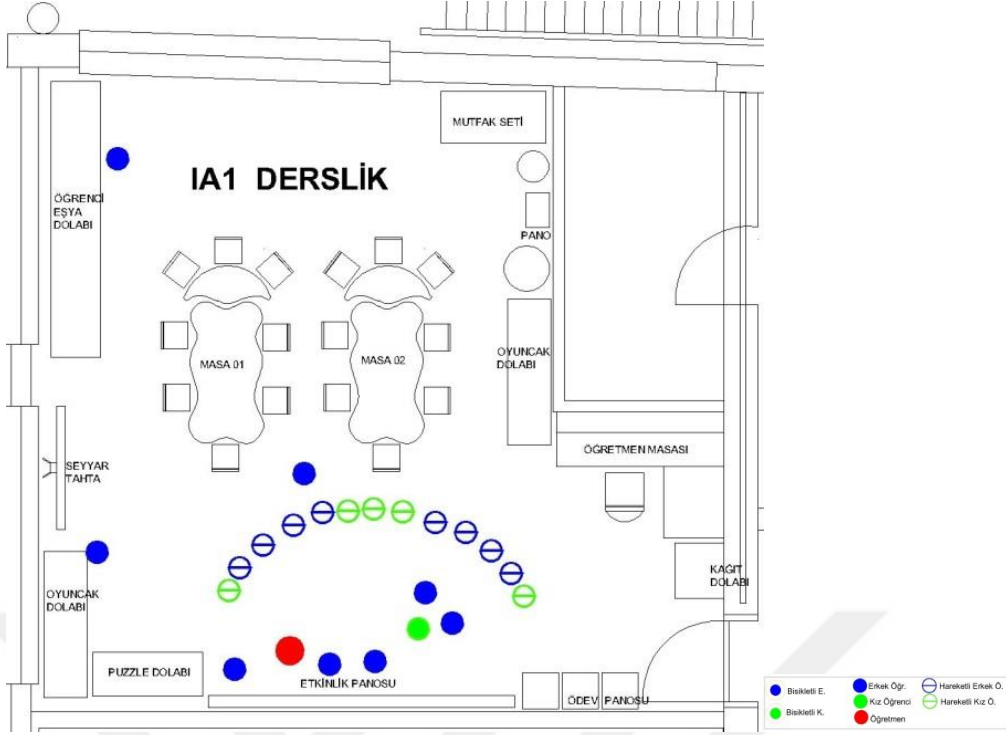 MUTFAK SETİ
IA1 DERSLİK
ÖĞRENCİ
EŞYA
DOLABI
PANO
MASA 01
MASA 02
OYUNCAK
DOLABI
ÖĞRETMEN MASASI
SEYYAR
TAHTA
KAĞIT
DOLABI
OYUNCAK
DOLABI
PUZZLE DOLABI
ETKİNLİK PANOSU
ÖDEV PANOSU
Bisikletli E.
Erkek Öğr.
Hareketli Erkek Ö.
Bisikletli K.
Kız Öğrenci
Hareketli Kız Ö.
Öğretmen